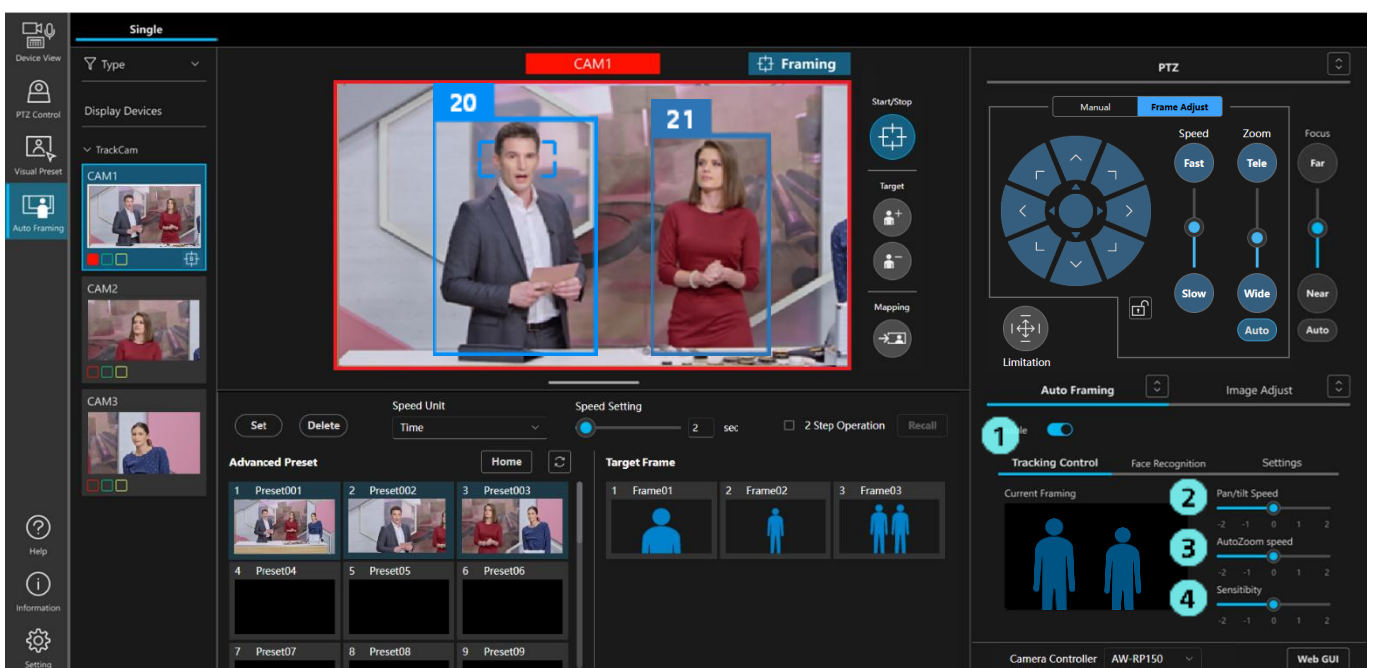 Single
Device View
PTZ Control
Visual Preset
Auto Framing
Help
Information
Setting
Type
Display Devices
TrackCam
CAM1
CAM2
CAM3
CAM1
Framing
20
21
Start/Stop
Target
Mapping
Set
Delete
Speed Unit
Time
Speed Setting
2 sec
2 Step Operation
Recall
Advanced Preset
Home
1 Preset001
2 Preset002
3 Preset003
4 Preset04
5 Preset05
6 Preset06
7 Preset07
8 Preset08
9 Preset09
Target Frame
1 Frame01
2 Frame02
3 Frame03
PTZ
Manual
Frame Adjust
Speed
Zoom
Focus
Fast
Tele
Far
Slow
Wide
Near
Auto
Auto
Limitation
Auto Framing
Image Adjust
1
Tracking Control
Face Recognition
Settings
Current Framing
2
Pan/tilt Speed
-2 -1 0 1 2
3
AutoZoom speed
-2 -1 0 1 2
4
Sensitibity
-2 -1 0 1 2
Camera Controller
AW-RP150
Web GUI